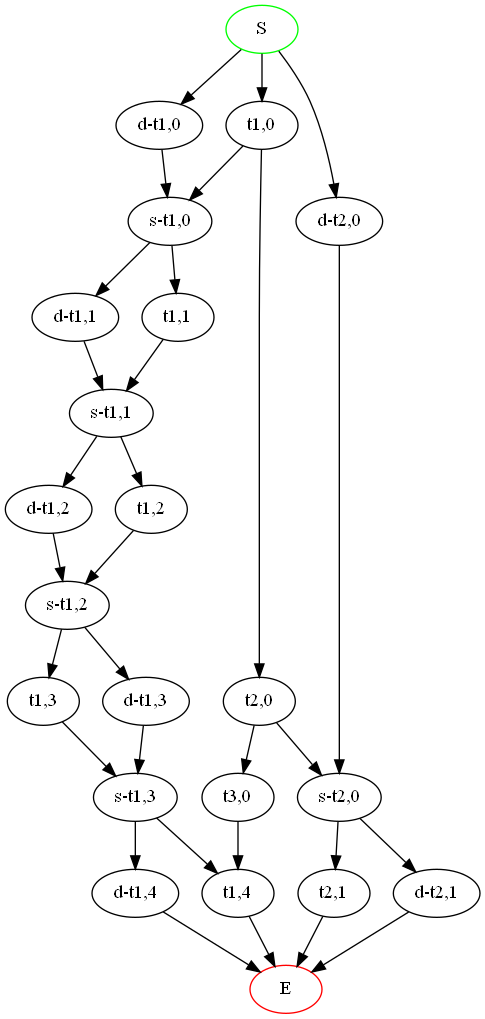 S
d-t1,0
t1,0
s-t1,0
d-t2,0
d-t1,1
t1,1
s-t1,1
d-t1,2
t1,2
s-t1,2
t1,3
d-t1,3
t2,0
s-t1,3
t3,0
s-t2,0
d-t1,4
t1,4
t2,1
d-t2,1
E